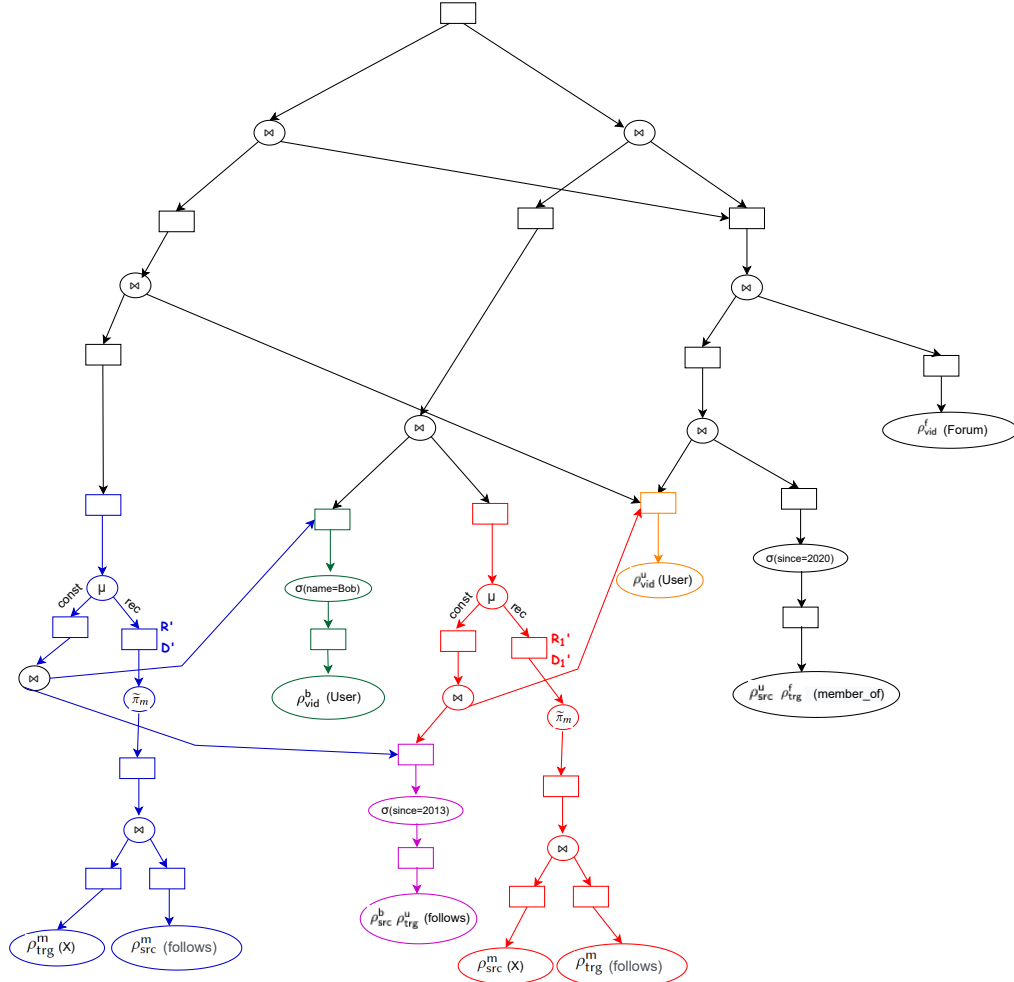 ⋈
⋈
⋈
⋈
ρ^f_vid (Forum)
⋈
⋈
ρ^u_vid (User)
σ(since=2020)
σ(name=Bob)
μ
const
rec
R'
D'
μ
const
rec
R₁'
D₁'
⋈
ρ^b_vid (User)
⋈
ρ^u_src ρ^f_trg (member_of)
π̃_m
π̃_m
σ(since=2013)
⋈
⋈
ρ^b_src ρ^u_trg (follows)
ρ^m_trg (X)
ρ^m_src (follows)
ρ^m_src (X)
ρ^m_trg (follows)